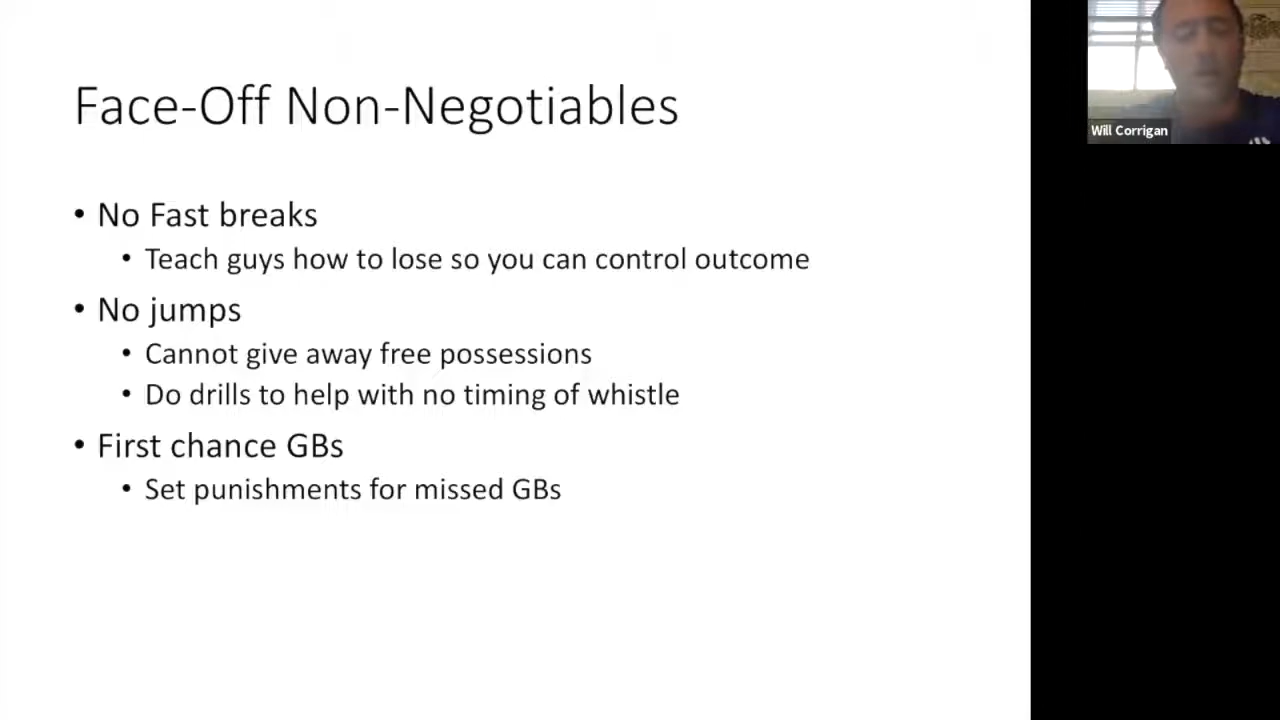 Face-Off Non-Negotiables
• No Fast breaks
• Teach guys how to lose so you can control outcome
• No jumps
• Cannot give away free possessions
• Do drills to help with no timing of whistle
• First chance GBs
• Set punishments for missed GBs
Will Corrigan